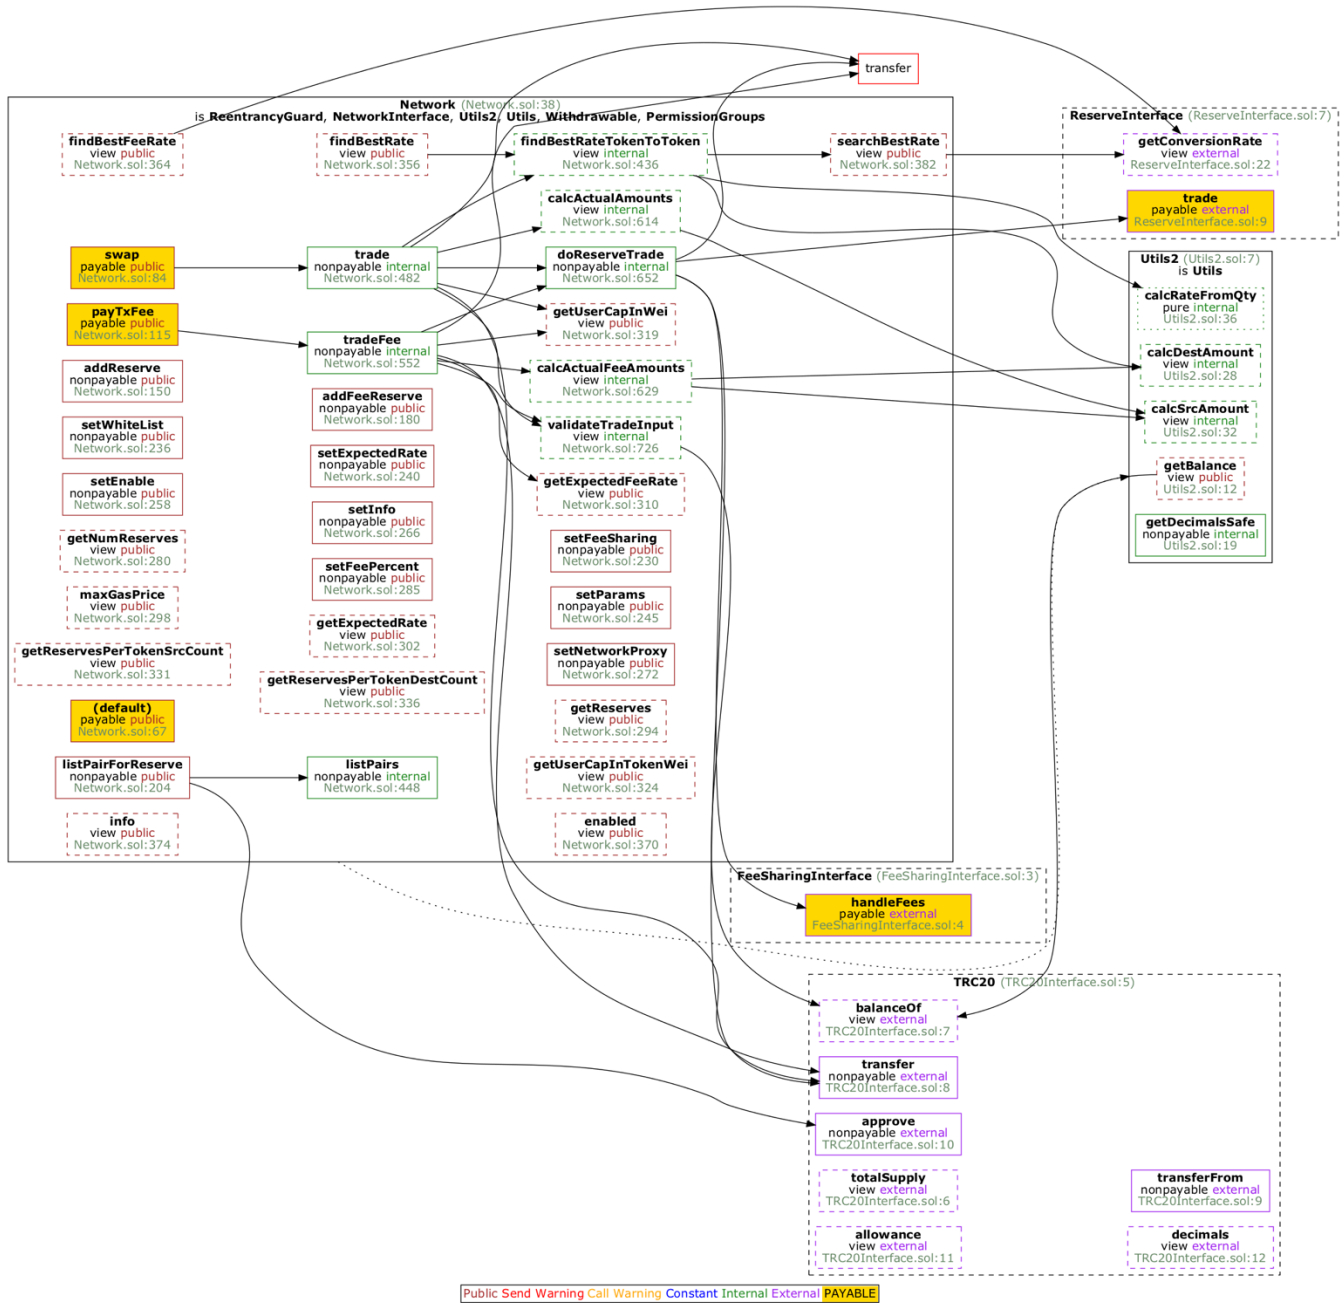 transfer
Network (Network.sol:38)
is ReentrancyGuard, NetworkInterface, Utils2, Utils, Withdrawable, PermissionGroups
findBestFeeRate
view public
Network.sol:364
findBestRate
view public
Network.sol:356
findBestRateTokenToToken
view internal
Network.sol:436
searchBestRate
view public
Network.sol:382
calcActualAmounts
view internal
Network.sol:614
swap
payable public
Network.sol:84
trade
nonpayable internal
Network.sol:482
doReserveTrade
nonpayable internal
Network.sol:652
payTxFee
payable public
Network.sol:115
tradeFee
nonpayable internal
Network.sol:552
getUserCapInWei
view public
Network.sol:319
addReserve
nonpayable public
Network.sol:150
addFeeReserve
nonpayable public
Network.sol:180
calcActualFeeAmounts
view internal
Network.sol:629
setWhiteList
nonpayable public
Network.sol:236
setExpectedRate
nonpayable public
Network.sol:240
validateTradeInput
view internal
Network.sol:726
setEnable
nonpayable public
Network.sol:258
setInfo
nonpayable public
Network.sol:266
getExpectedFeeRate
view public
Network.sol:310
getNumReserves
view public
Network.sol:280
setFeePercent
nonpayable public
Network.sol:285
setFeeSharing
nonpayable public
Network.sol:230
maxGasPrice
view public
Network.sol:298
getExpectedRate
view public
Network.sol:302
setParams
nonpayable public
Network.sol:245
getReservesPerTokenSrcCount
view public
Network.sol:331
getReservesPerTokenDestCount
view public
Network.sol:336
setNetworkProxy
nonpayable public
Network.sol:272
(default)
payable public
Network.sol:67
getReserves
view public
Network.sol:294
listPairForReserve
nonpayable public
Network.sol:204
listPairs
nonpayable internal
Network.sol:448
getUserCapInTokenWei
view public
Network.sol:324
info
view public
Network.sol:374
enabled
view public
Network.sol:370
ReserveInterface (ReserveInterface.sol:7)
getConversionRate
view external
ReserveInterface.sol:22
trade
payable external
ReserveInterface.sol:9
Utils2 (Utils2.sol:7)
is Utils
calcRateFromQty
pure internal
Utils2.sol:36
calcDestAmount
view internal
Utils2.sol:28
calcSrcAmount
view internal
Utils2.sol:32
getBalance
view public
Utils2.sol:12
getDecimalsSafe
nonpayable internal
Utils2.sol:19
FeeSharingInterface (FeeSharingInterface.sol:3)
handleFees
payable external
FeeSharingInterface.sol:4
TRC20 (TRC20Interface.sol:5)
balanceOf
view external
TRC20Interface.sol:7
transfer
nonpayable external
TRC20Interface.sol:8
approve
nonpayable external
TRC20Interface.sol:10
totalSupply
view external
TRC20Interface.sol:6
transferFrom
nonpayable external
TRC20Interface.sol:9
allowance
view external
TRC20Interface.sol:11
decimals
view external
TRC20Interface.sol:12
Public Send Warning Call Warning Constant Internal External PAYABLE